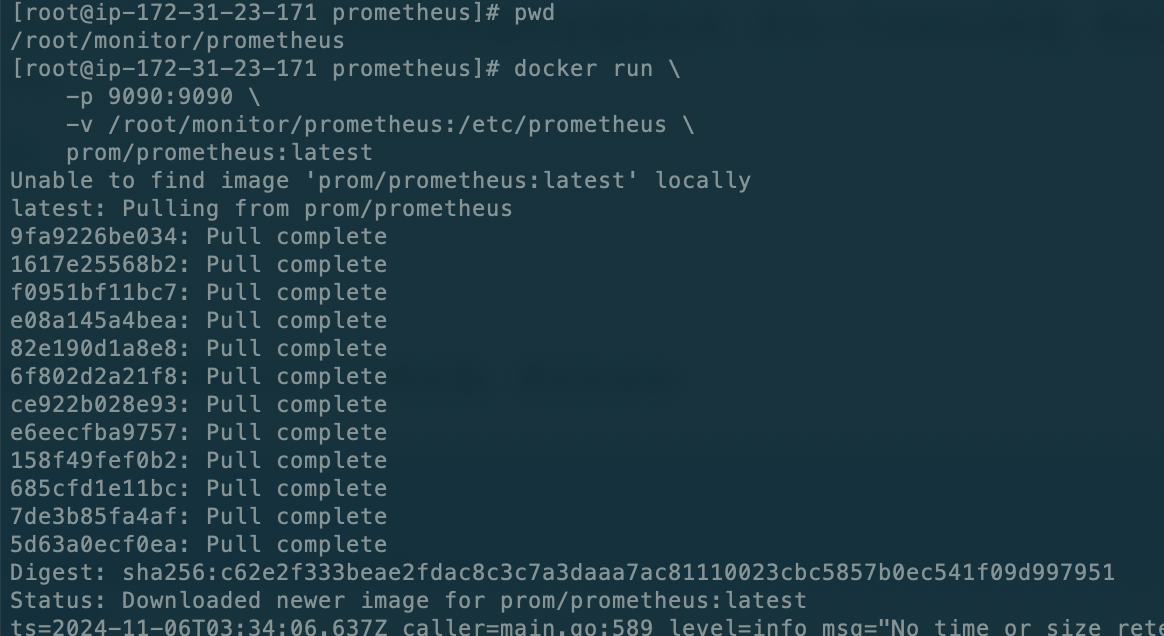 [root@ip-172-31-23-171 prometheus]# pwd
/root/monitor/prometheus
[root@ip-172-31-23-171 prometheus]# docker run \
    -p 9090:9090 \
    -v /root/monitor/prometheus:/etc/prometheus \
    prom/prometheus:latest
Unable to find image 'prom/prometheus:latest' locally
latest: Pulling from prom/prometheus
9fa9226be034: Pull complete
1617e25568b2: Pull complete
f0951bf11bc7: Pull complete
e08a145a4bea: Pull complete
82e190d1a8e8: Pull complete
6f802d2a21f8: Pull complete
ce922b028e93: Pull complete
e6eecfba9757: Pull complete
158f49fef0b2: Pull complete
685cfd1e11bc: Pull complete
7de3b85fa4af: Pull complete
5d63a0ecf0ea: Pull complete
Digest: sha256:c62e2f333beae2fdac8c3c7a3daaa7ac81110023cbc5857b0ec541f09d997951
Status: Downloaded newer image for prom/prometheus:latest
ts=2024-11-06T03:34:06.637Z caller=main.go:589 level=info msg="No time or size rete